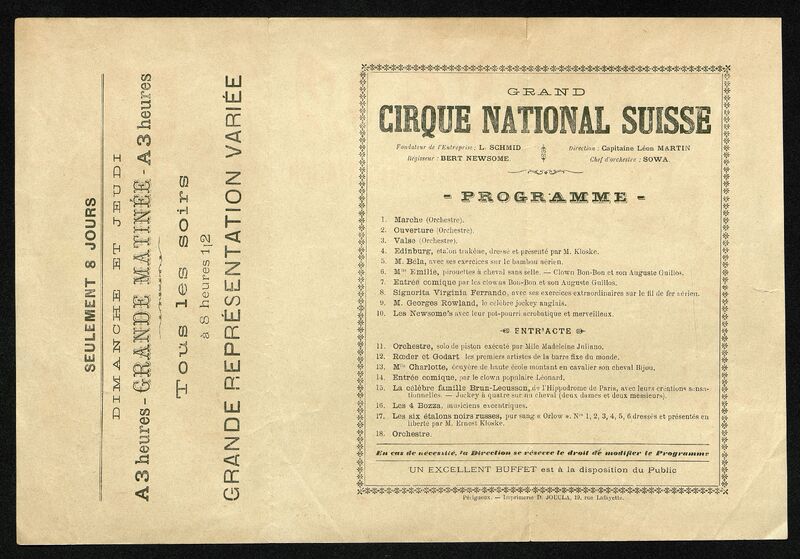 SEULEMENT 8 JOURS
DIMANCHE ET JEUDI
A 3 heures - GRANDE MATINÉE - A 3 heures
Tous les soirs
à 8 heures 1|2
GRANDE REPRÉSENTATION VARIÉE
GRAND
CIRQUE NATIONAL SUISSE
Fondateur de l'Entreprise : L. SCHMID
Régisseur : BERT NEWSOME
Direction : Capitaine Léon MARTIN
Chef d'orchestre : SOWA.
- PROGRAMME -
1. Marche (Orchestre).
2. Ouverture (Orchestre).
3. Valse (Orchestre).
4. Edinburg, étalon trakène, dressé et présenté par M. Kloske.
5. M. Béla, avec ses exercices sur le bambou aérien.
6. Mlle Emilie, pirouettes à cheval sans selle. — Clown Bon-Bon et son Auguste Guillos.
7. Entrée comique par les clowns Bon-Bon et son Auguste Guillos.
8. Signorita Virginia Ferrando, avec ses exercices extraordinaires sur le fil de fer aérien.
9. M. Georges Rowland, le célèbre jockey anglais.
10. Les Newsome's avec leur pot-pourri acrobatique et merveilleux.
ENTR'ACTE
11. Orchestre, solo de piston exécuté par Mlle Madeleine Juliano.
12. Rœder et Godart les premiers artistes de la barre fixe du monde.
13. Mlle Charlotte, écuyère de haute école montant en cavalier son cheval Bijou.
14. Entrée comique, par le clown populaire Léonard.
15. La célèbre famille Brun-Lecusson, de l'Hippodrome de Paris, avec leurs créations sensa-
tionnelles. — Jockey à quatre sur un cheval (deux dames et deux messieurs).
16. Les 4 Bozza, musiciens excentriques.
17. Les six étalons noirs russes, pur sang « Orlow ». Nos 1, 2, 3, 4, 5, 6 dressés et présentés en
liberté par M. Ernest Kloske.
18. Orchestre.
En cas de nécessité, la Direction se réserve le droit de modifier le Programme
UN EXCELLENT BUFFET est à la disposition du Public
Périgueux. — Imprimerie D. JOUCLA, 19, rue Lafayette.